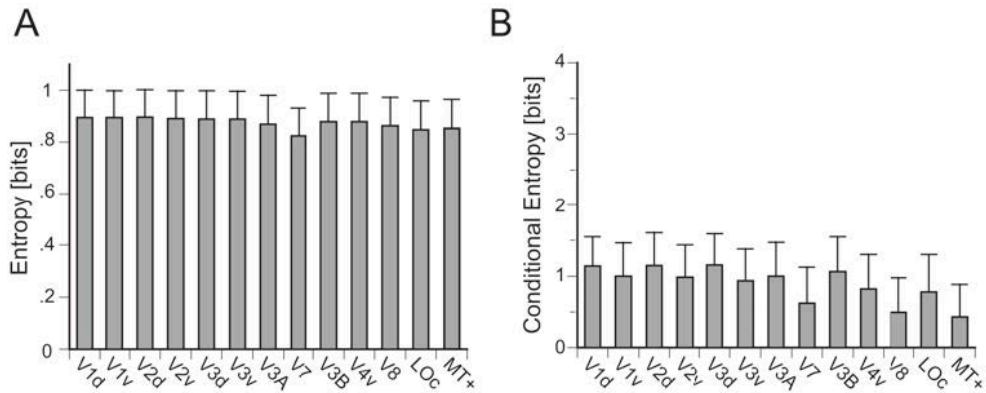 A
Entropy [bits]
1
.8
.6
.4
.2
0
V1d V1v V2d V2v V3d V3v V3A V7 V3B V4v V8 LOc MT+
B
Conditional Entropy [bits]
4
3
2
1
0
V1d V1v V2d V2v V3d V3v V3A V7 V3B V4v V8 LOc MT+